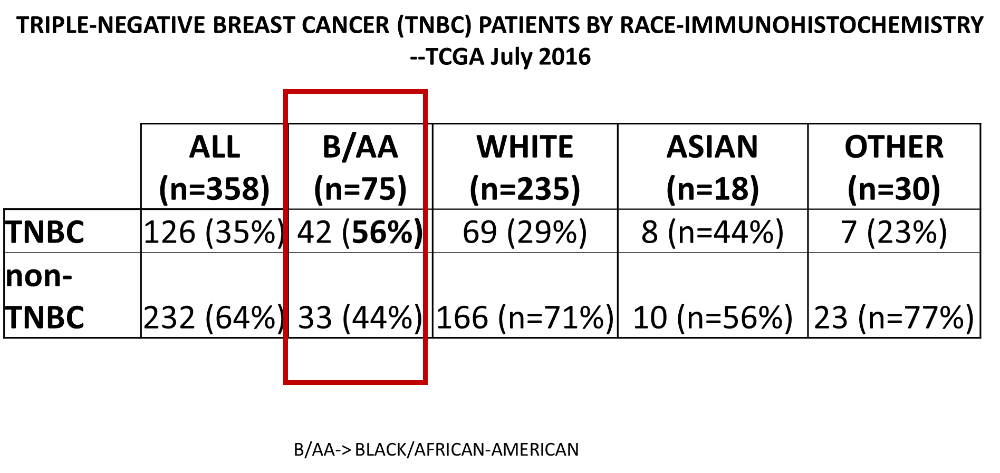 TRIPLE-NEGATIVE BREAST CANCER (TNBC) PATIENTS BY RACE-IMMUNOHISTOCHEMISTRY
--TCGA July 2016
ALL B/AA WHITE ASIAN OTHER
(n=358) (n=75) (n=235) (n=18) (n=30)
TNBC 126 (35%) 42 (56%) 69 (29%) 8 (n=44%) 7 (23%)
non-
TNBC 232 (64%) 33 (44%) 166 (n=71%) 10 (n=56%) 23 (n=77%)
B/AA-> BLACK/AFRICAN-AMERICAN